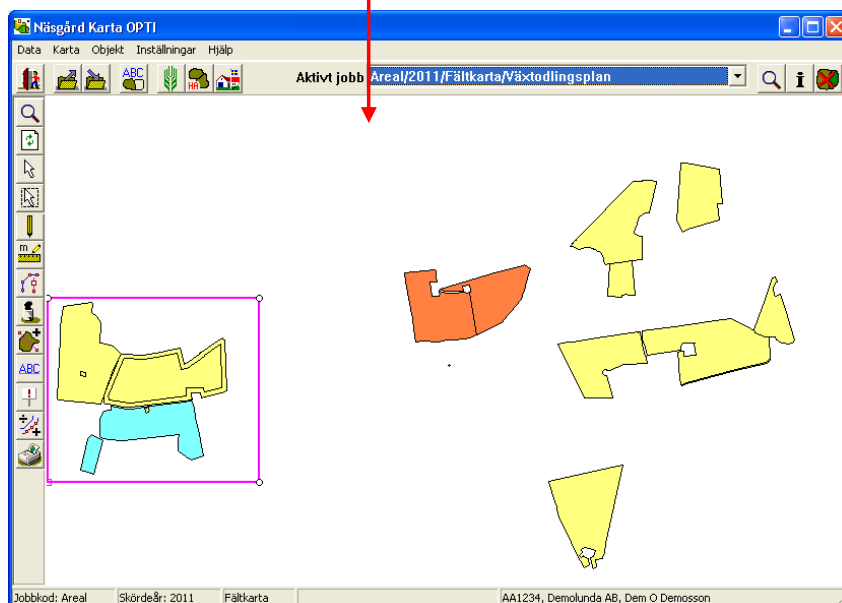 Näsgård Karta OPTI
Data Karta Objekt Inställningar Hjälp
ABC HA Aktivt jobb Areal/2011/Fältkarta/Växtodlingsplan i
m
ABC
Jobbkod: Areal Skördeår: 2011 Fältkarta AA1234, Demolunda AB, Dem O Demosson